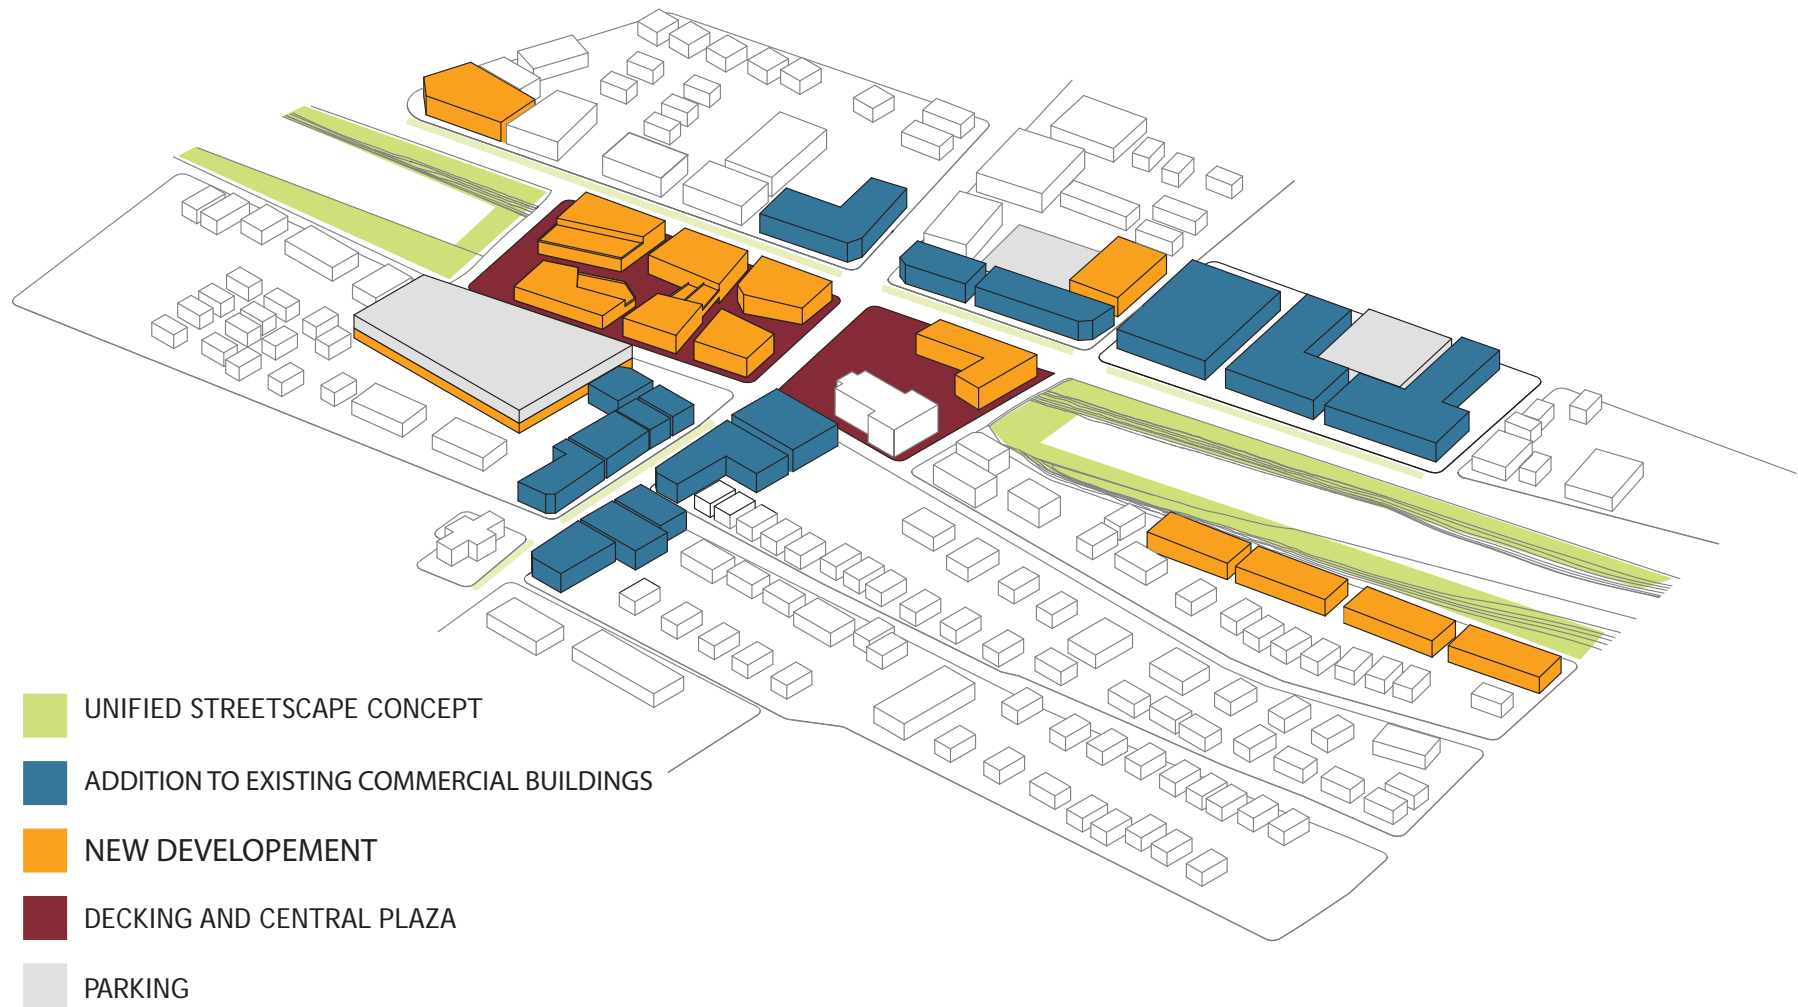 UNIFIED STREETSCAPE CONCEPT
ADDITION TO EXISTING COMMERCIAL BUILDINGS
NEW DEVELOPEMENT
DECKING AND CENTRAL PLAZA
PARKING